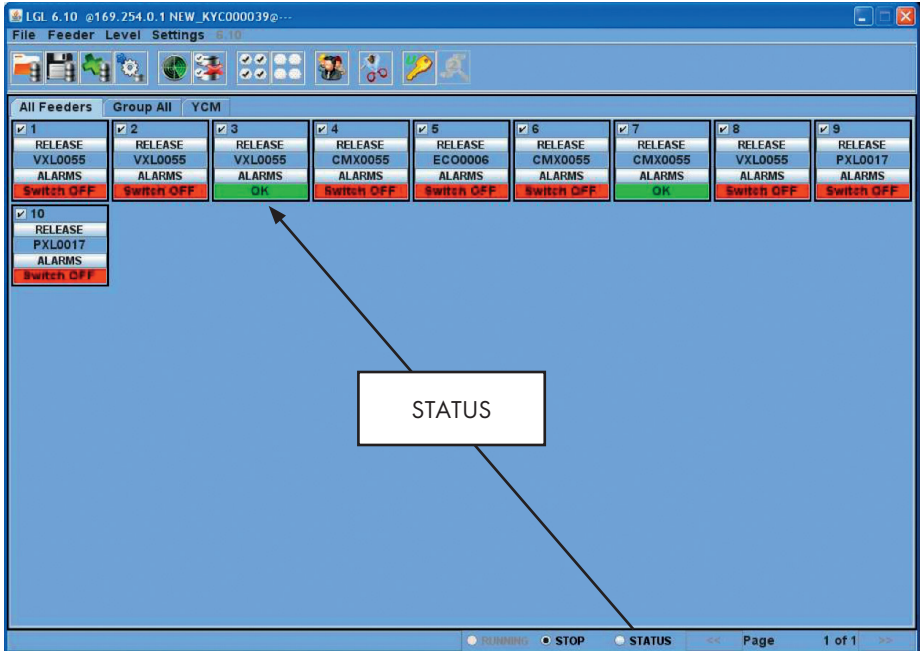 LGL 6.10 @169.254.0.1 NEW_KYC000039@---
File Feeder Level Settings 6.10
All Feeders Group All YCM
1 2 3 4 5 6 7 8 9
RELEASE RELEASE RELEASE RELEASE RELEASE RELEASE RELEASE RELEASE RELEASE
VXL0055 VXL0055 VXL0055 CMX0055 ECO0006 CMX0055 CMX0055 VXL0055 PXL0017
ALARMS ALARMS ALARMS ALARMS ALARMS ALARMS ALARMS ALARMS ALARMS
Switch OFF Switch OFF OK Switch OFF Switch OFF Switch OFF OK Switch OFF Switch OFF
10
RELEASE
PXL0017
ALARMS
Switch OFF
STATUS
RUNNING STOP STATUS << Page 1 of 1 >>